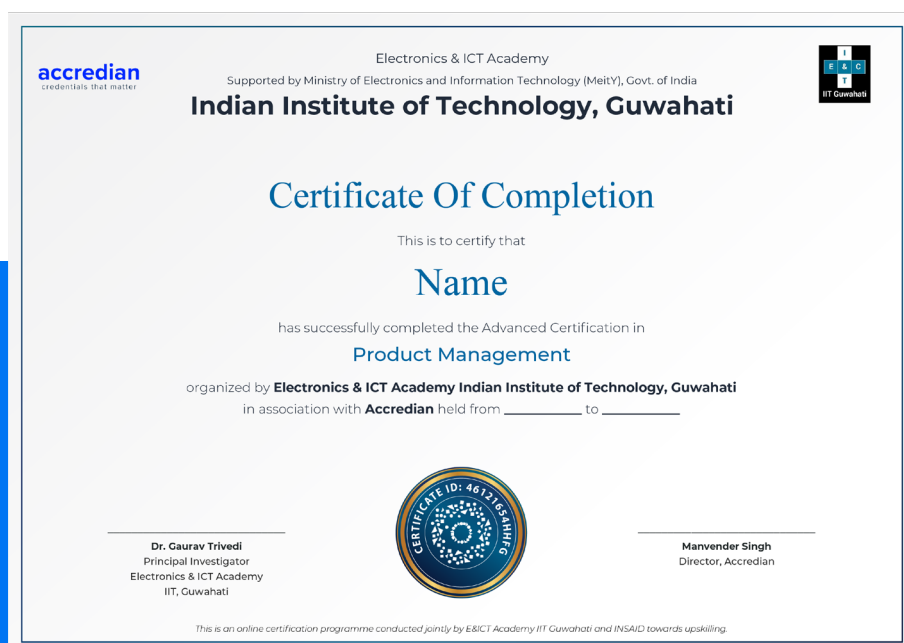 accredian
credentials that matter
Electronics & ICT Academy
Supported by Ministry of Electronics and Information Technology (MeitY), Govt. of India
Indian Institute of Technology, Guwahati
I
E & C
T
IIT Guwahati
Certificate Of Completion
This is to certify that
Name
has successfully completed the Advanced Certification in
Product Management
organized by Electronics & ICT Academy Indian Institute of Technology, Guwahati
in association with Accredian held from ____________ to ____________
CERTIFICATE ID: 46121654HHFG
Dr. Gaurav Trivedi
Principal Investigator
Electronics & ICT Academy
IIT, Guwahati
Manvender Singh
Director, Accredian
This is an online certification programme conducted jointly by E&ICT Academy IIT Guwahati and INSAID towards upskilling.